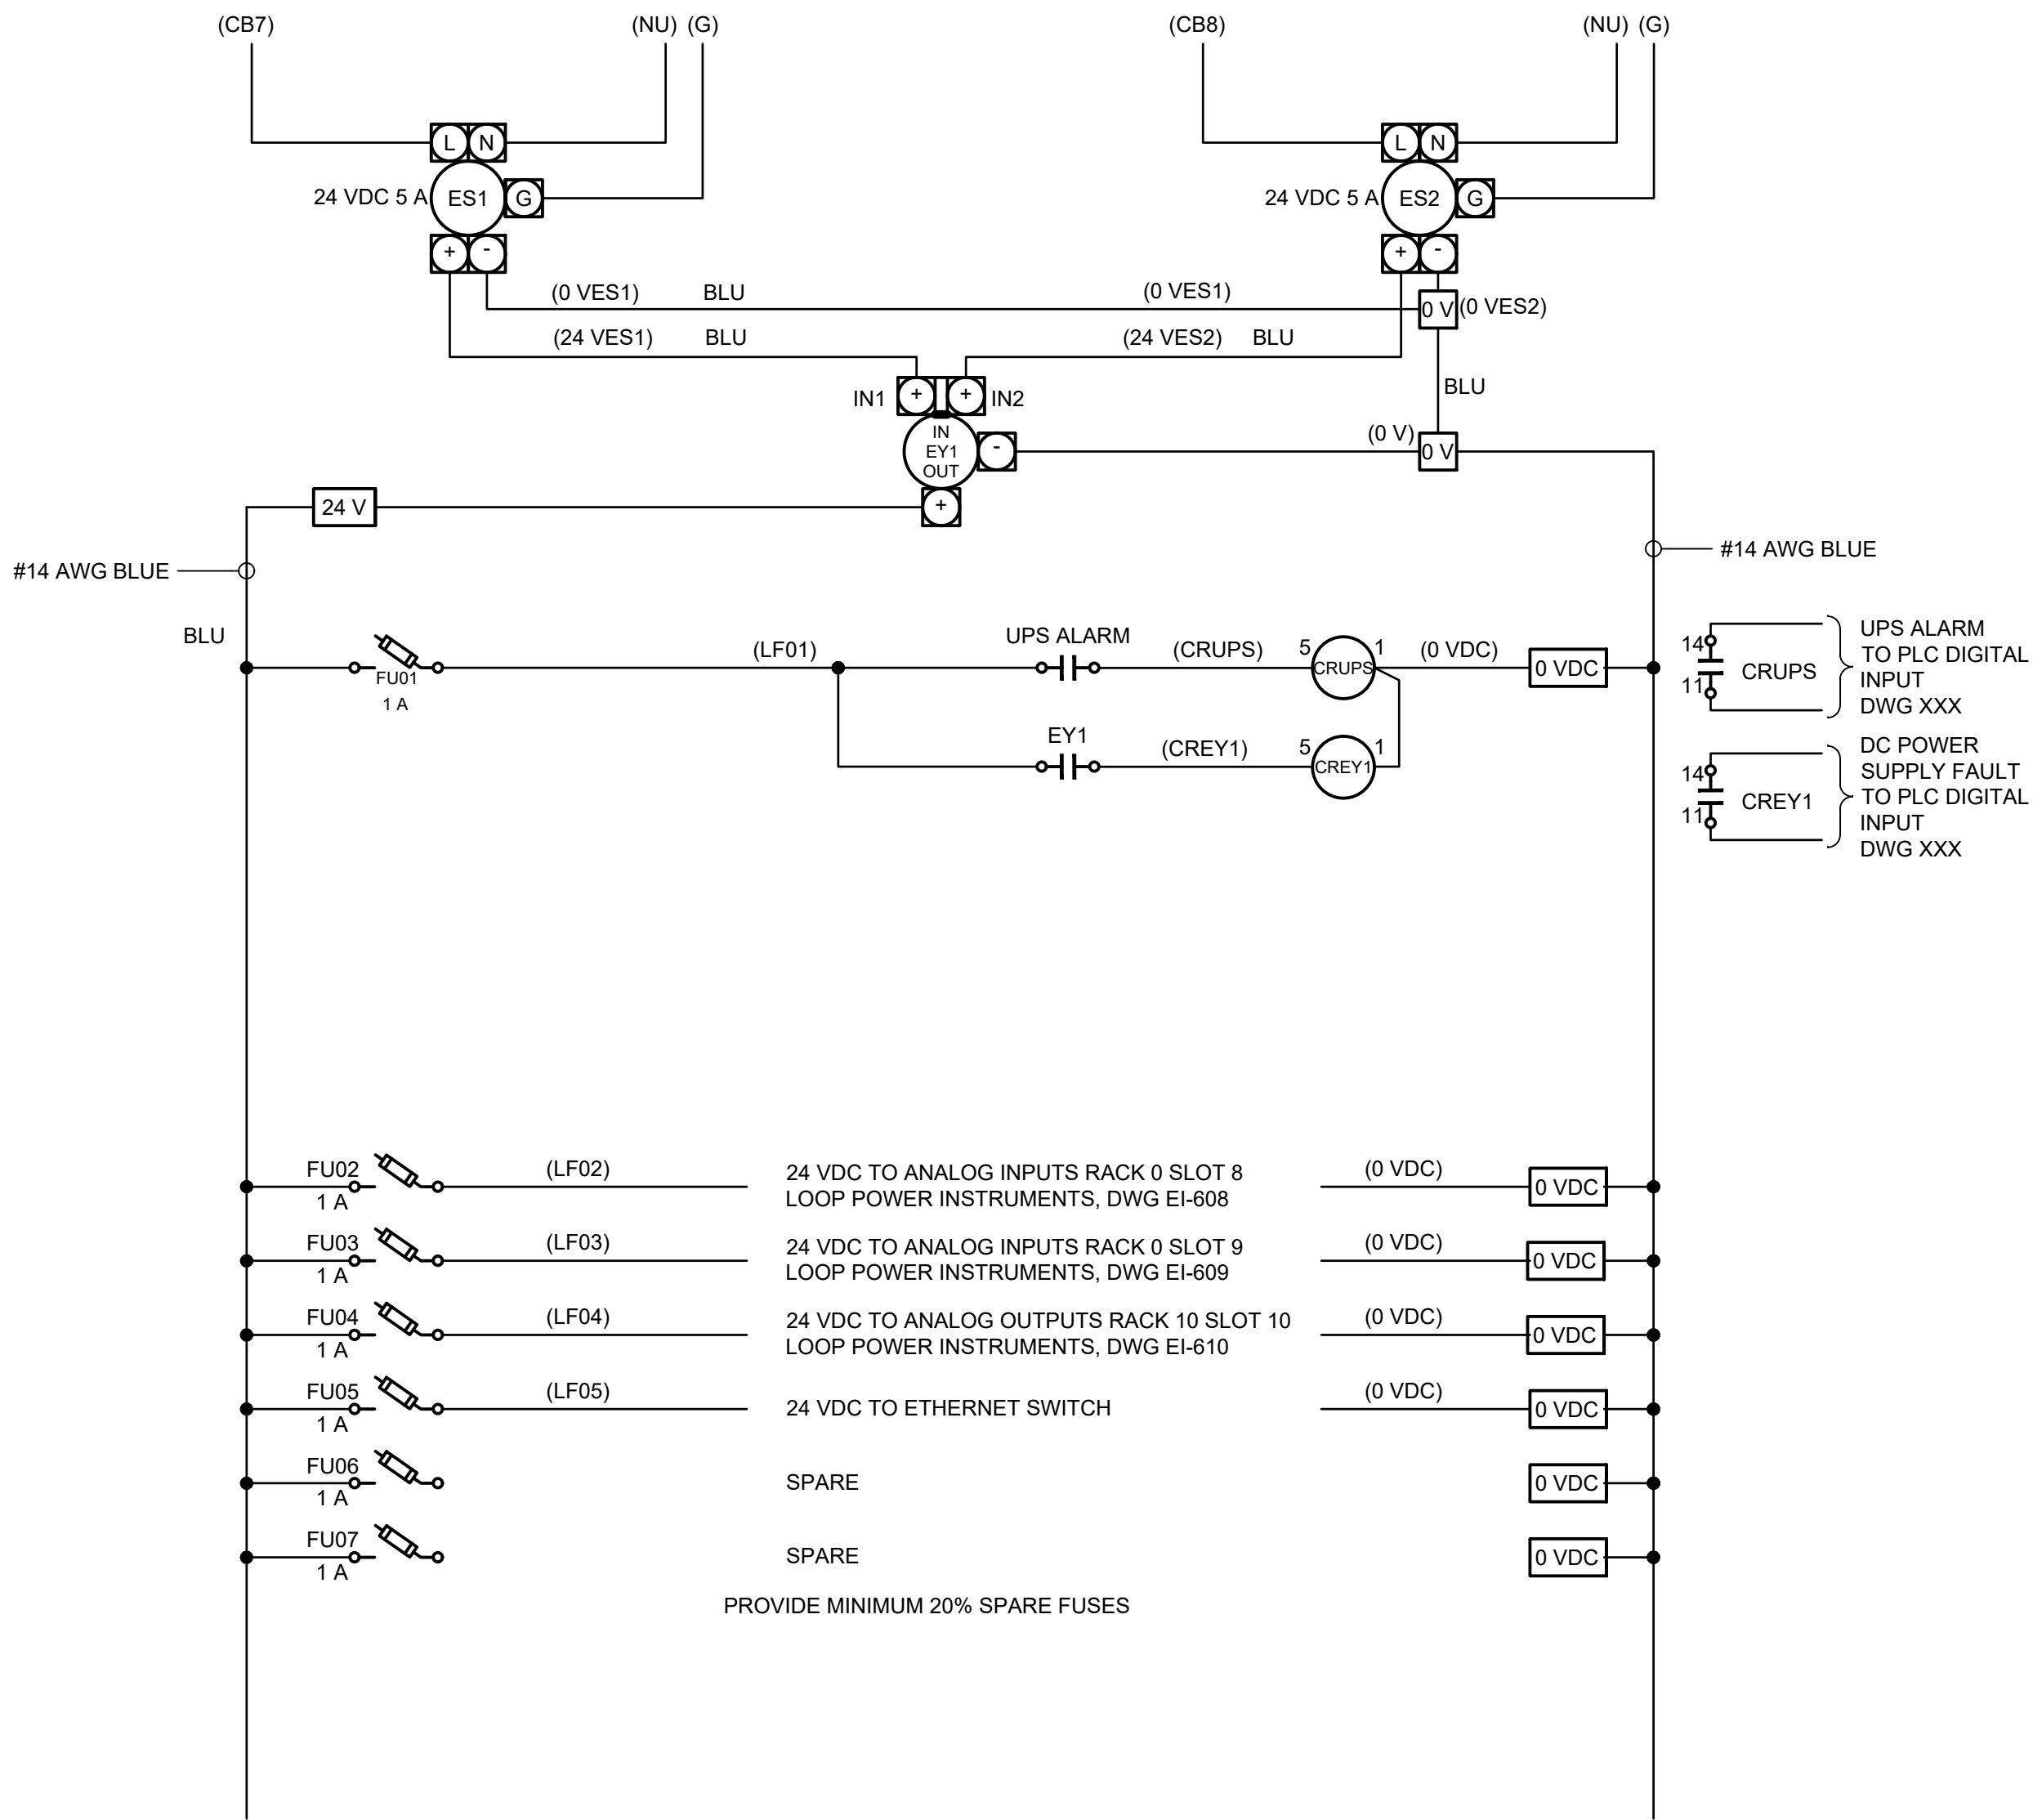 (CB7) (NU) (G) (CB8) (NU) (G)
L N L N
24 VDC 5 A ES1 G 24 VDC 5 A ES2 G
+ - + -
(0 VES1) BLU (0 VES1) 0 V (0 VES2)
(24 VES1) BLU (24 VES2) BLU
BLU
IN1 + + IN2
IN
EY1
OUT
- (0 V) 0 V
24 V +
#14 AWG BLUE #14 AWG BLUE
BLU
FU01
1 A
(LF01) UPS ALARM (CRUPS) 5 CRUPS 1 (0 VDC) 0 VDC
EY1 (CREY1) 5 CREY1 1
14
11
CRUPS
UPS ALARM
TO PLC DIGITAL
INPUT
DWG XXX
14
11
CREY1
DC POWER
SUPPLY FAULT
TO PLC DIGITAL
INPUT
DWG XXX
FU02
1 A
(LF02)
24 VDC TO ANALOG INPUTS RACK 0 SLOT 8
LOOP POWER INSTRUMENTS, DWG EI-608
(0 VDC) 0 VDC
FU03
1 A
(LF03)
24 VDC TO ANALOG INPUTS RACK 0 SLOT 9
LOOP POWER INSTRUMENTS, DWG EI-609
(0 VDC) 0 VDC
FU04
1 A
(LF04)
24 VDC TO ANALOG OUTPUTS RACK 10 SLOT 10
LOOP POWER INSTRUMENTS, DWG EI-610
(0 VDC) 0 VDC
FU05
1 A
(LF05)
24 VDC TO ETHERNET SWITCH
(0 VDC) 0 VDC
FU06
1 A
SPARE
0 VDC
FU07
1 A
SPARE
0 VDC
PROVIDE MINIMUM 20% SPARE FUSES